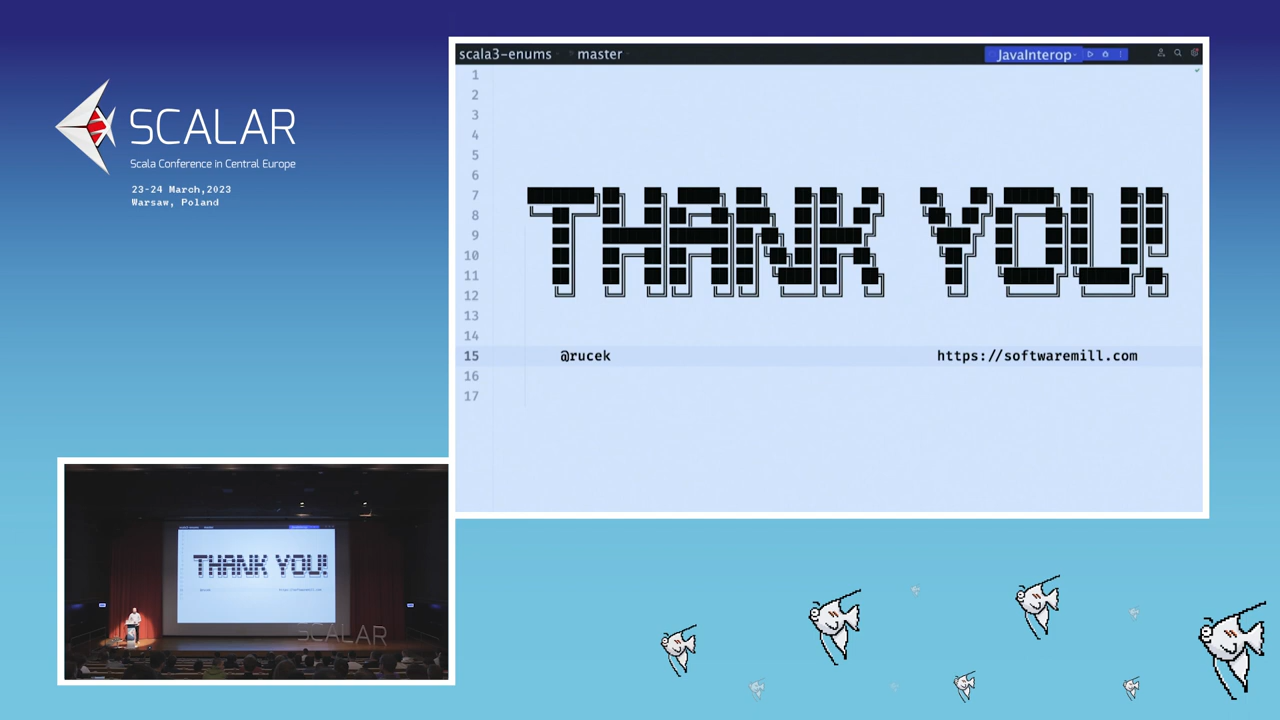 SCALAR
Scala Conference in Central Europe
23-24 March,2023
Warsaw, Poland
scala3-enums master JavaInterop
1
2
3
4
5
6
7
8
9
10
11
12
13
14
15
16
17
THANK YOU!
@rucek https://softwaremill.com
THANK YOU!
SCALAR